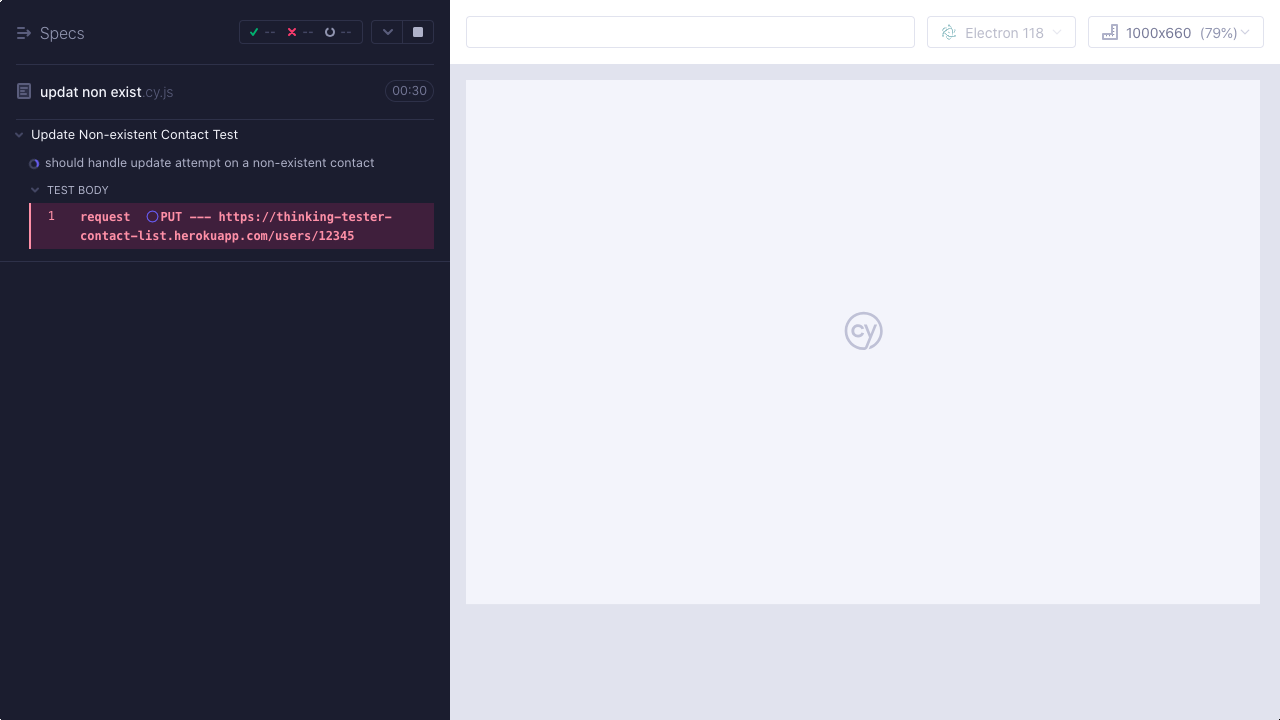 Specs
--
--
--
Electron 118
1000x660 (79%)
updat non exist.cy.js
00:30
Update Non-existent Contact Test
should handle update attempt on a non-existent contact
TEST BODY
1 request PUT --- https://thinking-tester-
contact-list.herokuapp.com/users/12345
cy